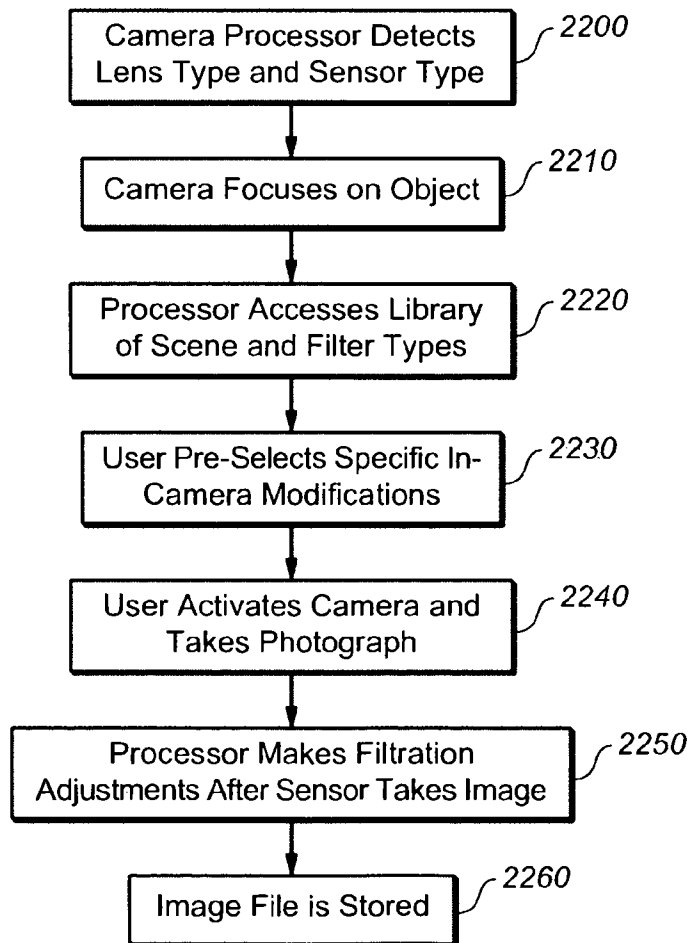 Camera Processor Detects
Lens Type and Sensor Type
2200
Camera Focuses on Object
2210
Processor Accesses Library
of Scene and Filter Types
2220
User Pre-Selects Specific In-
Camera Modifications
2230
User Activates Camera and
Takes Photograph
2240
Processor Makes Filtration
Adjustments After Sensor Takes Image
2250
Image File is Stored
2260